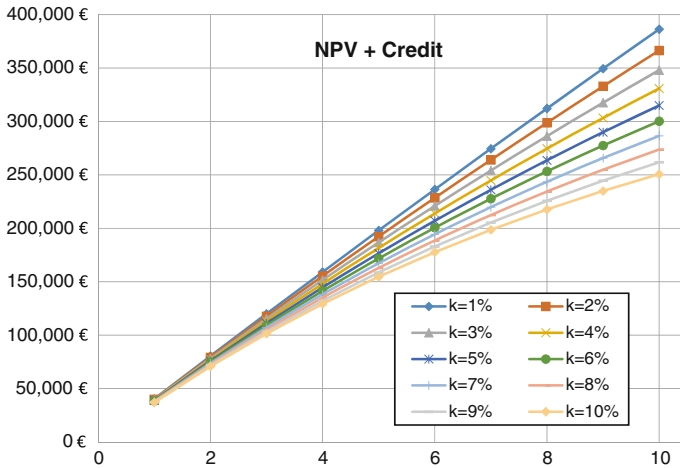 NPV + Credit
400,000 €
350,000 €
300,000 €
250,000 €
200,000 €
150,000 €
100,000 €
50,000 €
0 €
0 2 4 6 8 10
k=1% k=2%
k=3% k=4%
k=5% k=6%
k=7% k=8%
k=9% k=10%